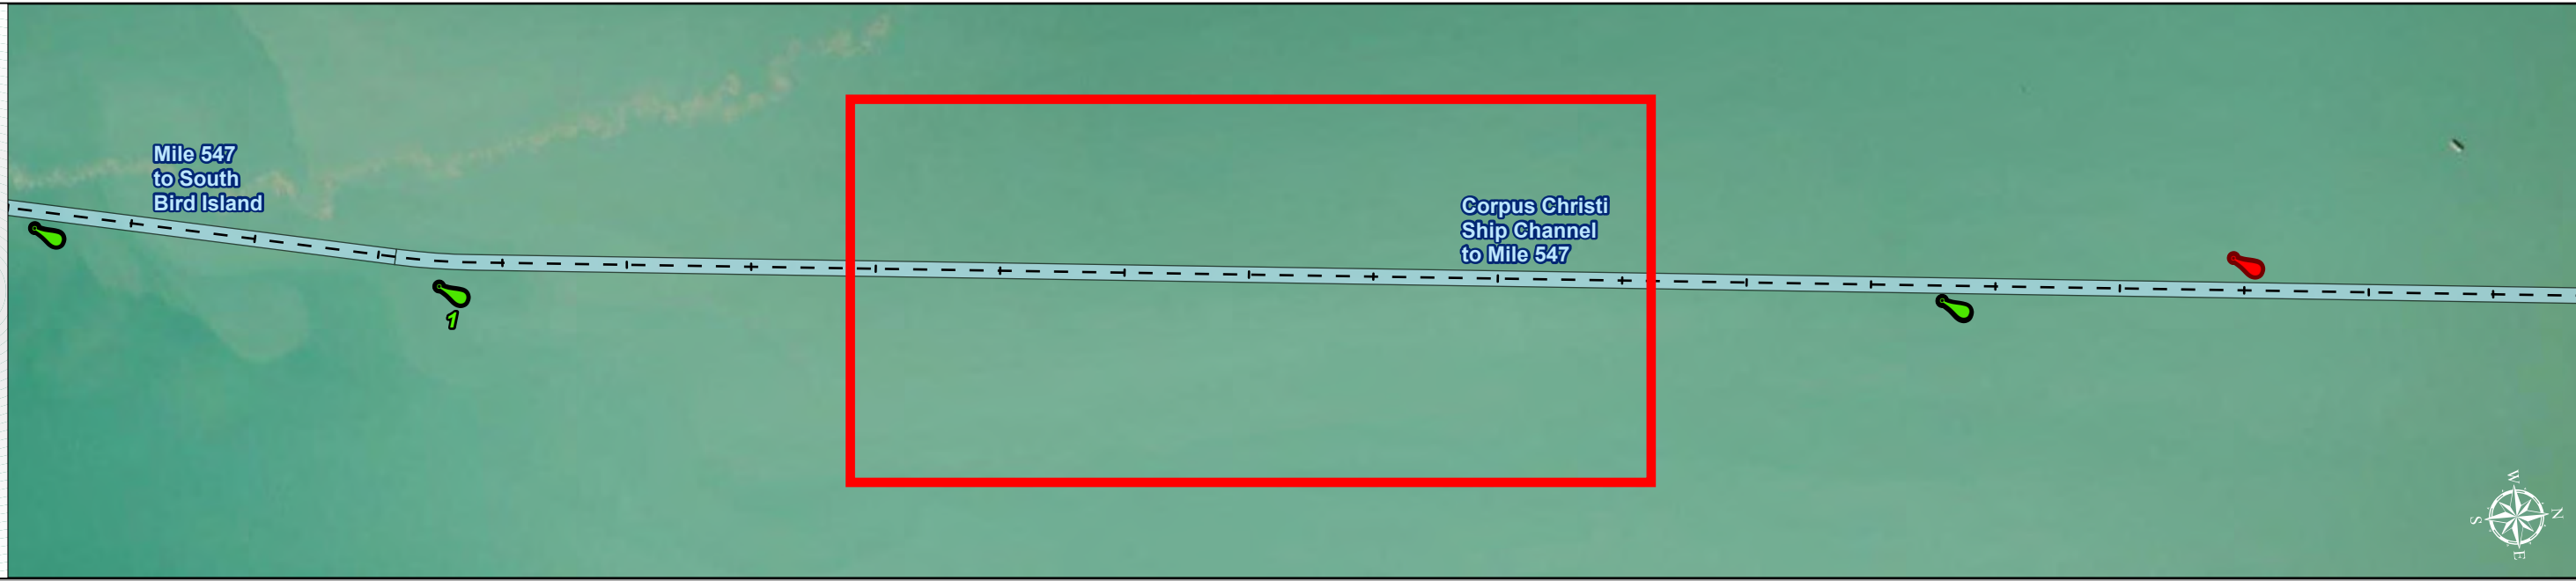 Mile 547
to South
Bird Island
Corpus Christi
Ship Channel
to Mile 547
1
W
N
S
E